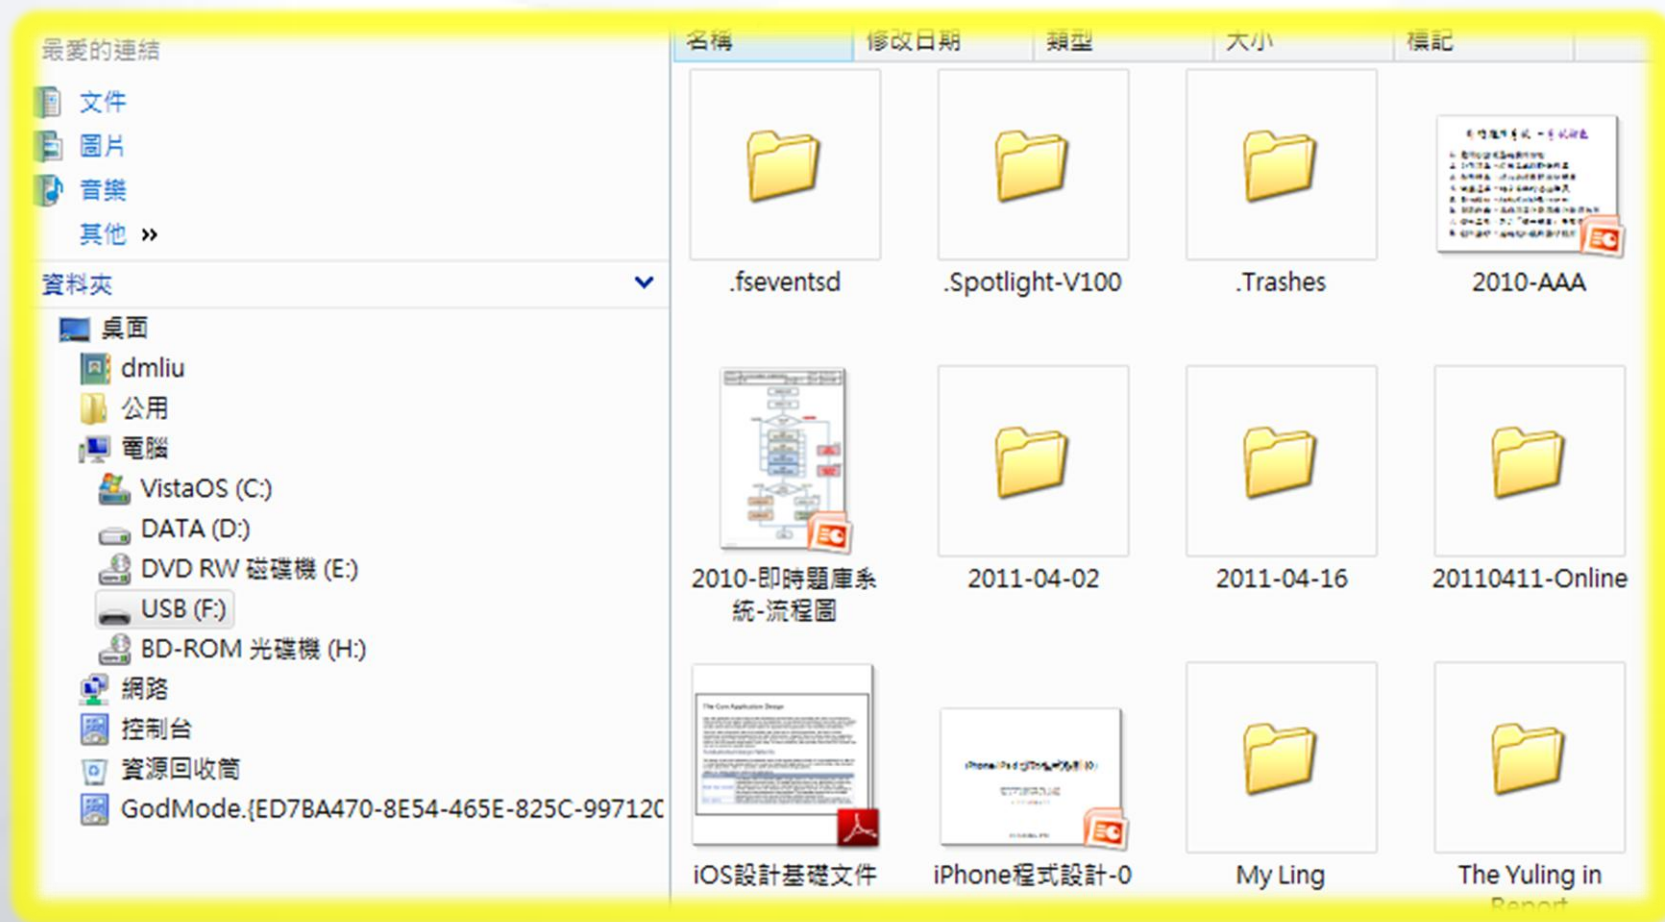 最愛的連結
文件
圖片
音樂
其他 »
資料夾
桌面
dmliu
公用
電腦
VistaOS (C:)
DATA (D:)
DVD RW 磁碟機 (E:)
USB (F:)
BD-ROM 光碟機 (H:)
網路
控制台
資源回收筒
GodMode.{ED7BA470-8E54-465E-825C-99712C
名稱 修改日期 類型 大小 標記
.fseventsd
.Spotlight-V100
.Trashes
2010-AAA
2010-即時題庫系
統-流程圖
2011-04-02
2011-04-16
20110411-Online
The Core Application Design
iOS設計基礎文件
iPhone程式設計-0
My Ling
The Yuling in
Report